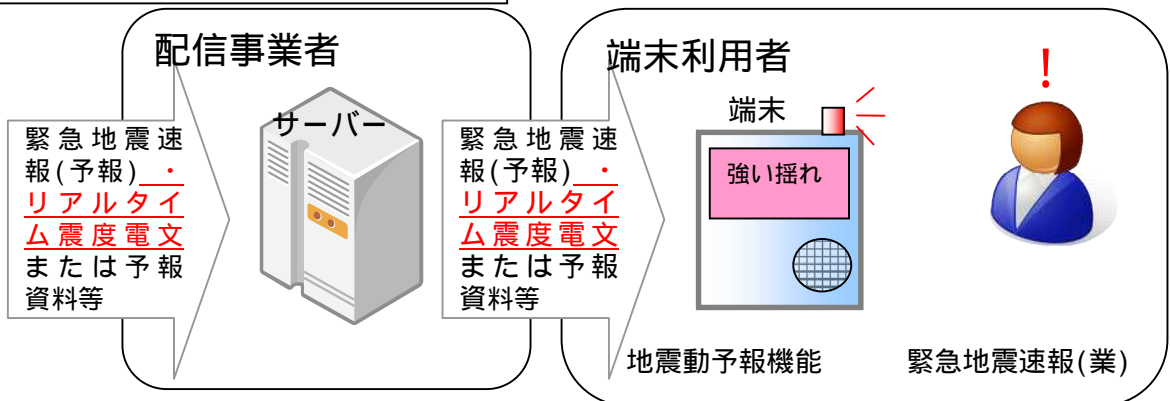 配信事業者
サーバー
緊急地震速
報(予報)・
リアルタイ
ム震度電文
または予報
資料等
緊急地震速
報(予報)・
リアルタイ
ム震度電文
または予報
資料等
端末利用者
端末
強い揺れ
!
地震動予報機能
緊急地震速報(業)